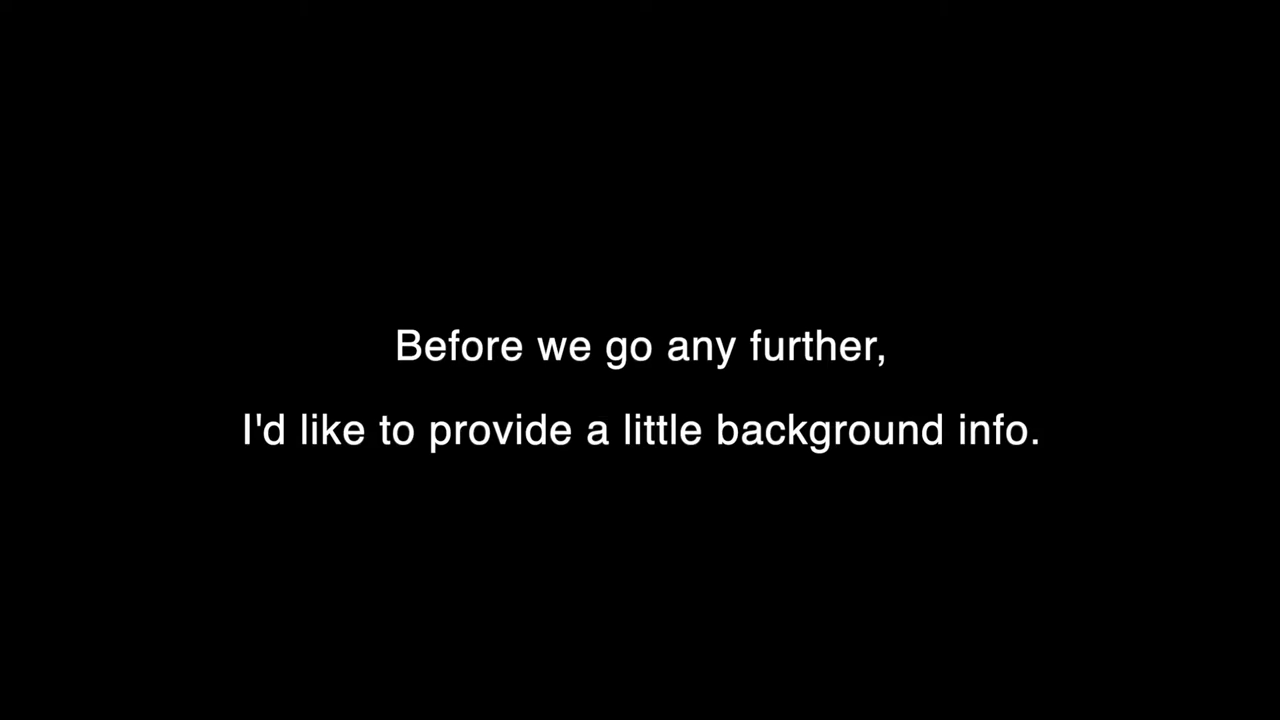 Before we go any further,
I'd like to provide a little background info.